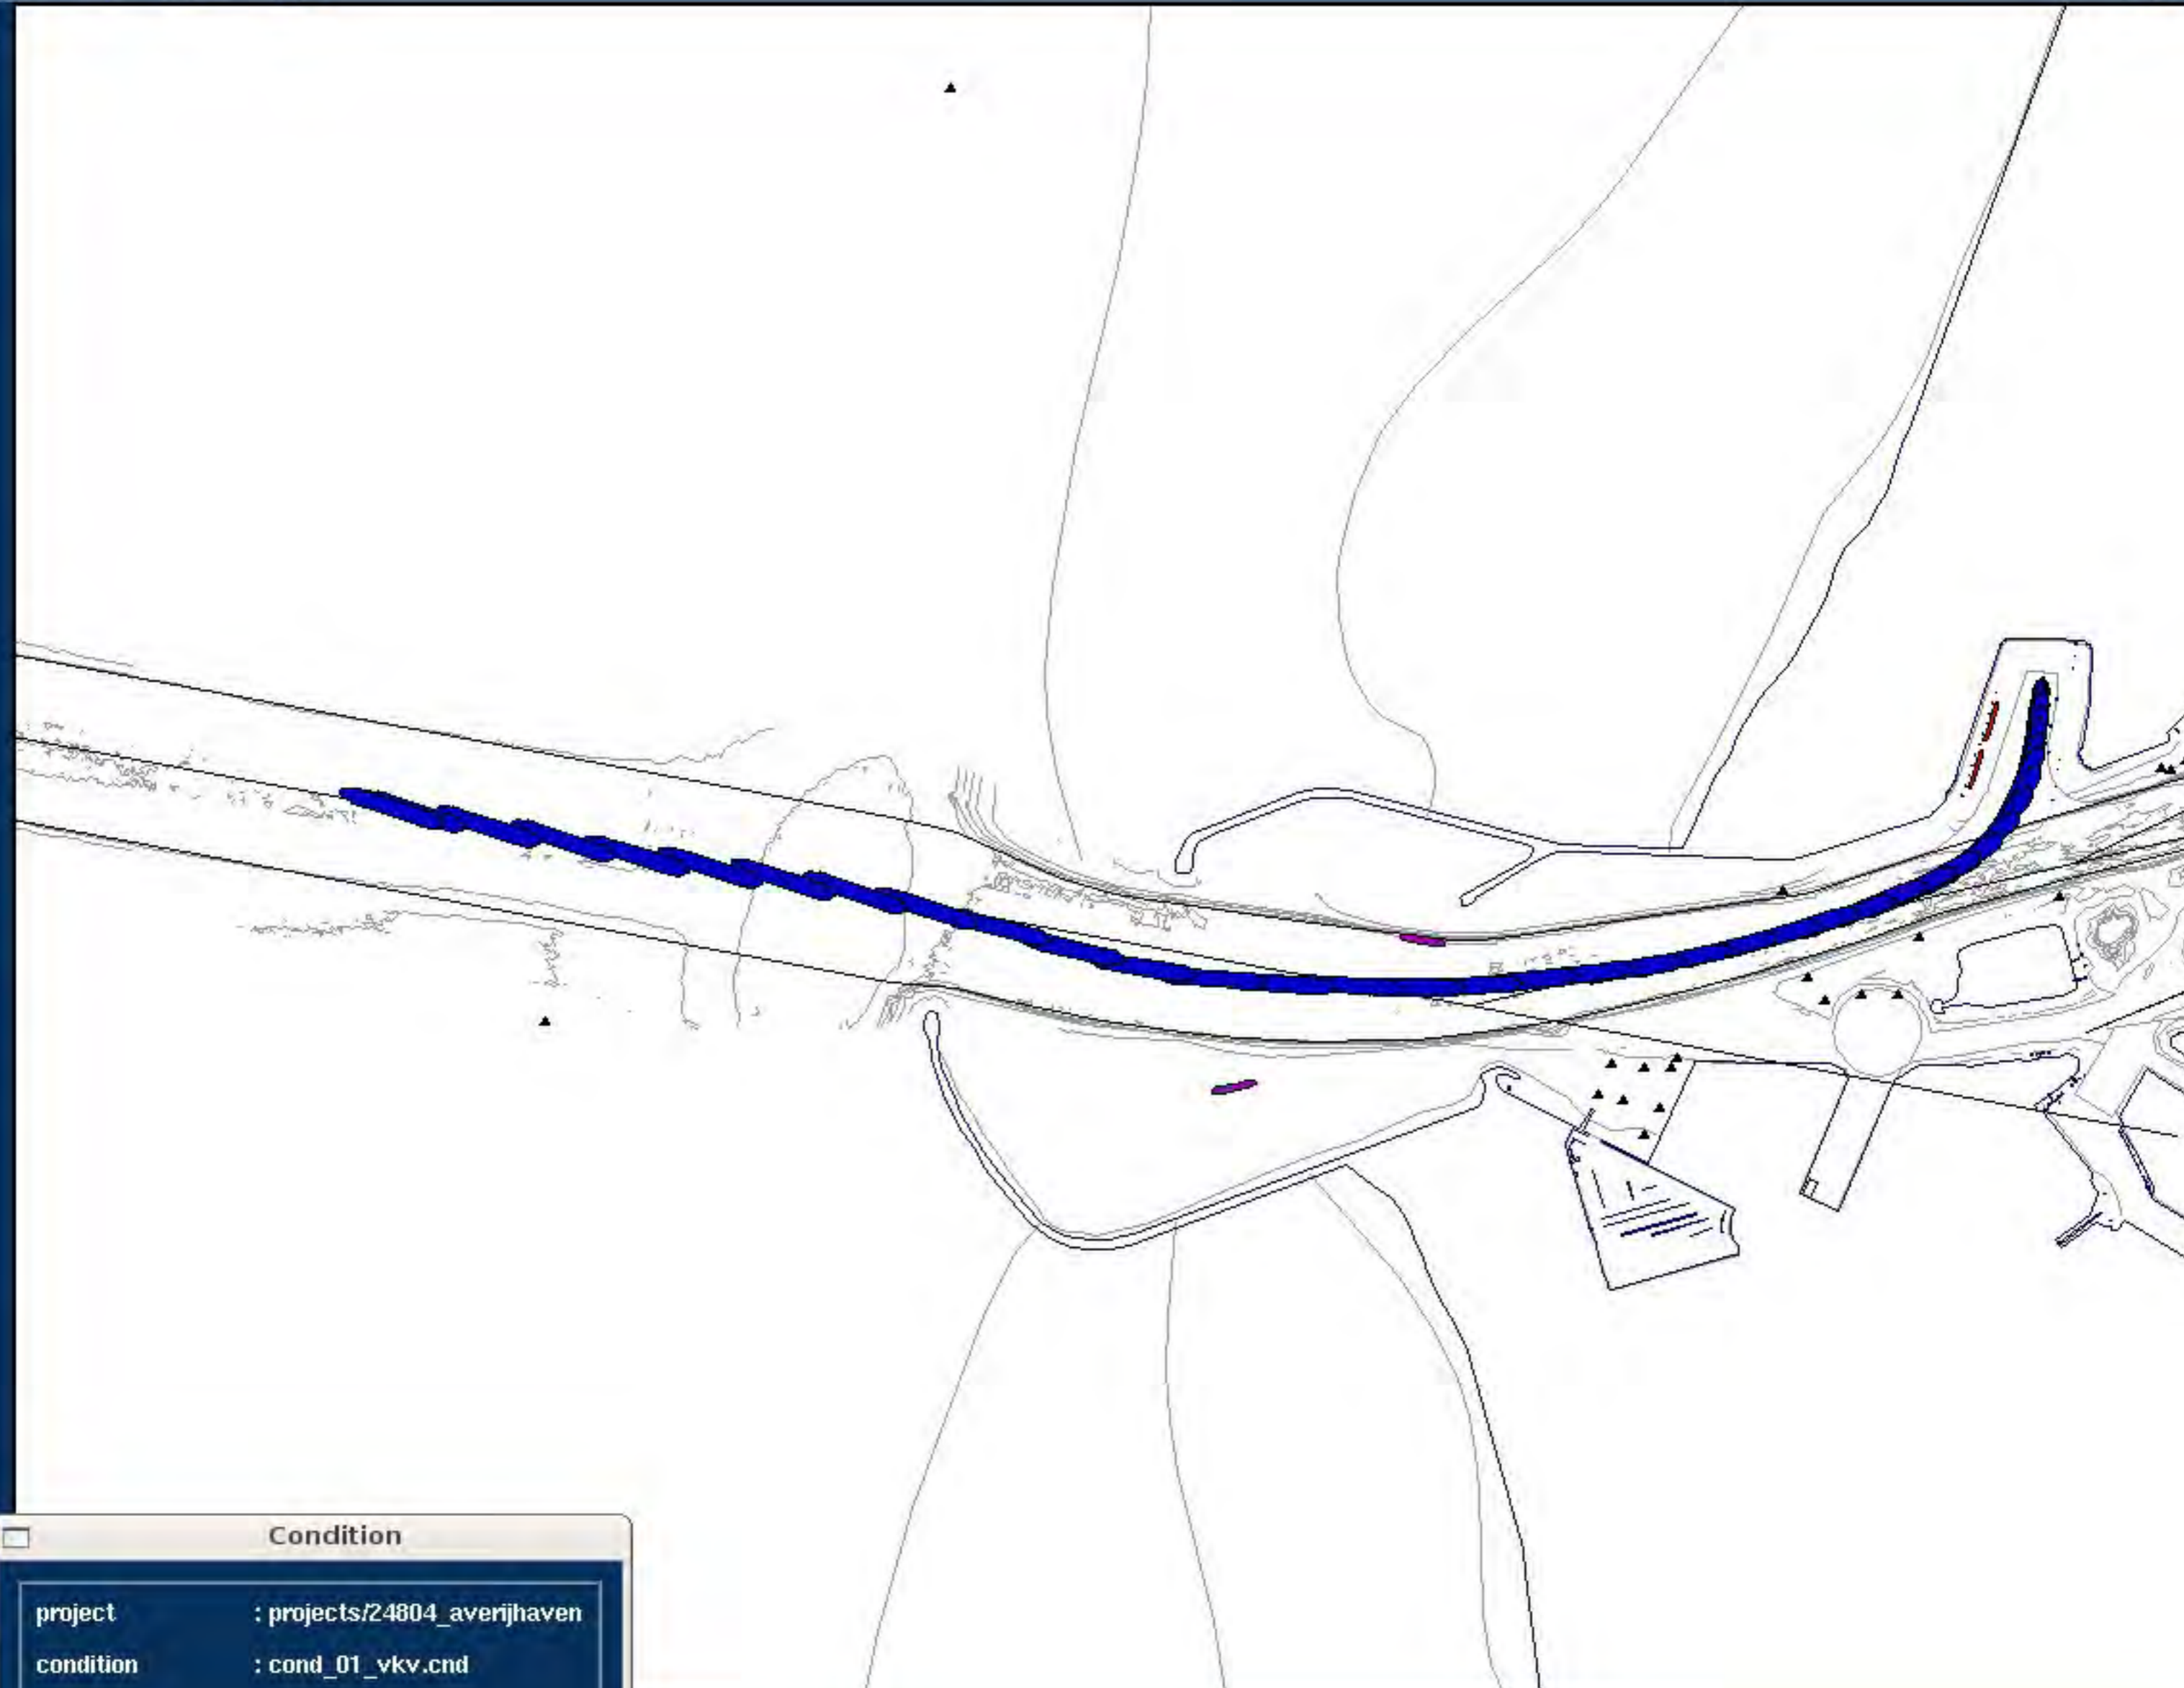 Condition
project : projects/24804_averijhaven
condition : cond_01_vkv.cnd